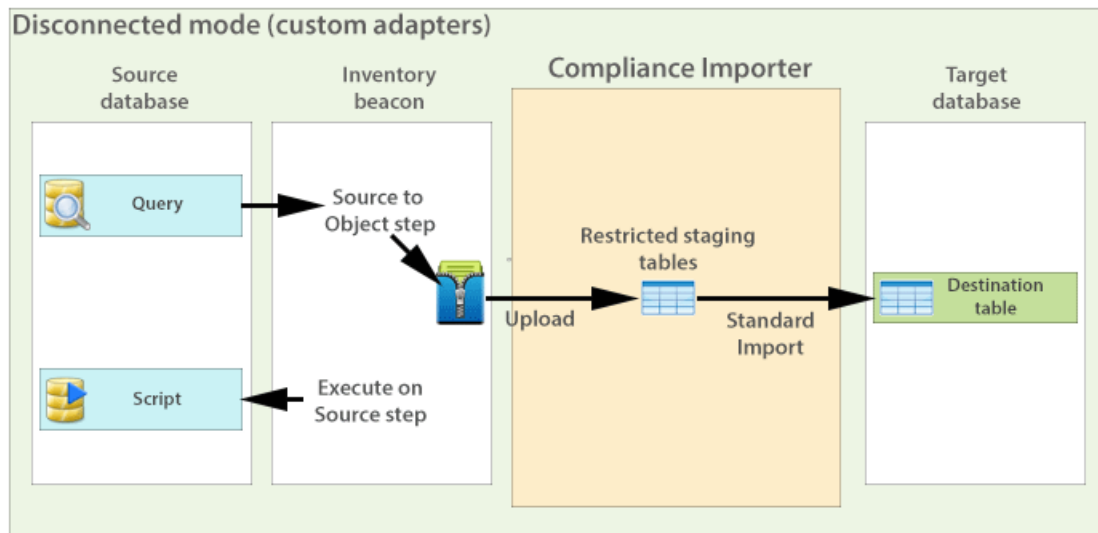 Disconnected mode (custom adapters)
Source
database
Inventory
beacon
Compliance Importer
Target
database
Query
Source to
Object step
Restricted staging
tables
Upload
Standard
Import
Destination
table
Script
Execute on
Source step